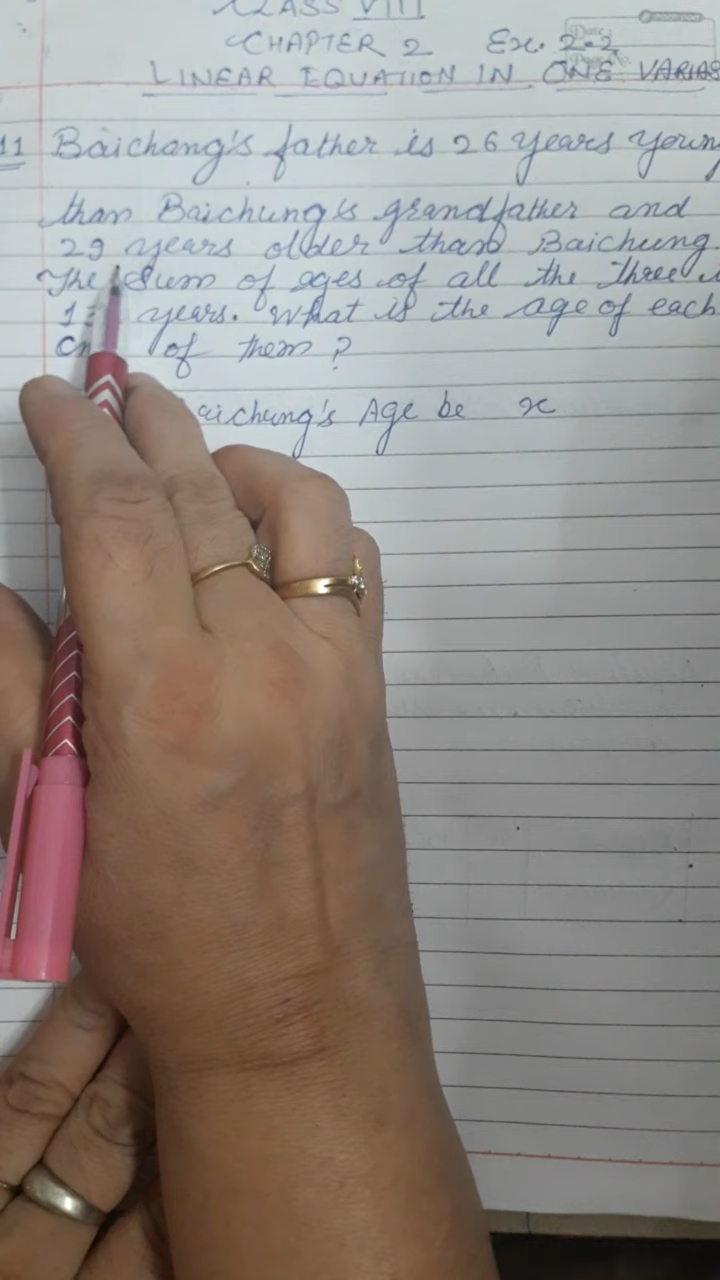 CLASS VIII
CHAPTER 2 Ex. 2.2
LINEAR EQUATION IN ONE VARIAB
11 Baichang's father is 26 years young
than Baichung's grandfather and
29 years older than Baichung.
The sum of ages of all the three i
years. What is the age of each
of them ?
aichung's Age be x